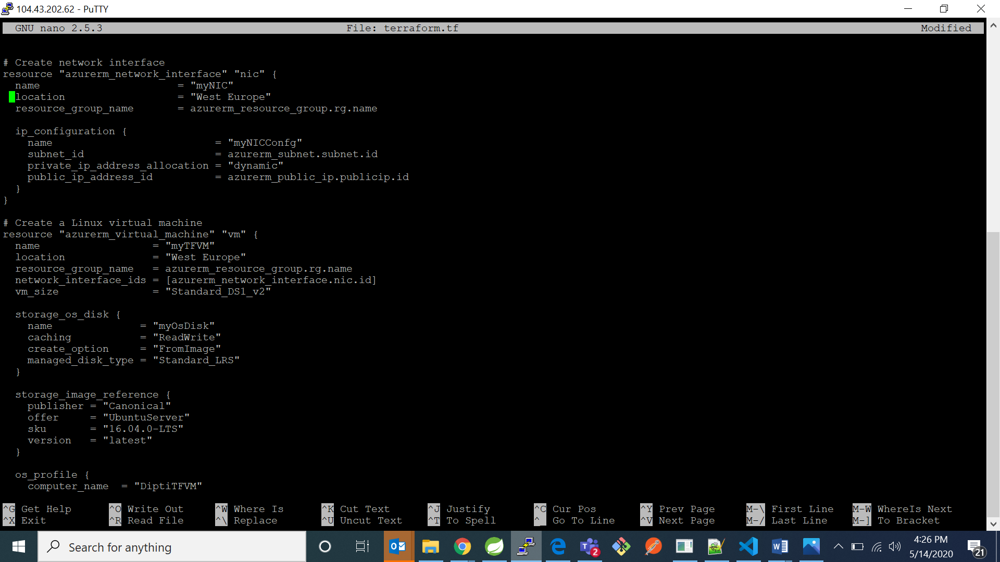 104.43.202.62 - PuTTY
GNU nano 2.5.3 File: terraform.tf Modified
# Create network interface
resource "azurerm_network_interface" "nic" {
  name                      = "myNIC"
  location                  = "West Europe"
  resource_group_name       = azurerm_resource_group.rg.name
  ip_configuration {
    name                          = "myNICConfg"
    subnet_id                     = azurerm_subnet.subnet.id
    private_ip_address_allocation = "dynamic"
    public_ip_address_id          = azurerm_public_ip.publicip.id
  }
}
# Create a Linux virtual machine
resource "azurerm_virtual_machine" "vm" {
  name                  = "myTFVM"
  location              = "West Europe"
  resource_group_name   = azurerm_resource_group.rg.name
  network_interface_ids = [azurerm_network_interface.nic.id]
  vm_size               = "Standard_DS1_v2"
  storage_os_disk {
    name              = "myOsDisk"
    caching           = "ReadWrite"
    create_option     = "FromImage"
    managed_disk_type = "Standard_LRS"
  }
  storage_image_reference {
    publisher = "Canonical"
    offer     = "UbuntuServer"
    sku       = "16.04.0-LTS"
    version   = "latest"
  }
  os_profile {
    computer_name  = "DiptiTFVM"
^G Get Help ^O Write Out ^W Where Is ^K Cut Text ^J Justify ^C Cur Pos ^Y Prev Page M-\ First Line M-W WhereIs Next
^X Exit ^R Read File ^\ Replace ^U Uncut Text ^T To Spell ^_ Go To Line ^V Next Page M-/ Last Line M-] To Bracket
Search for anything
2
4:26 PM
5/14/2020
21